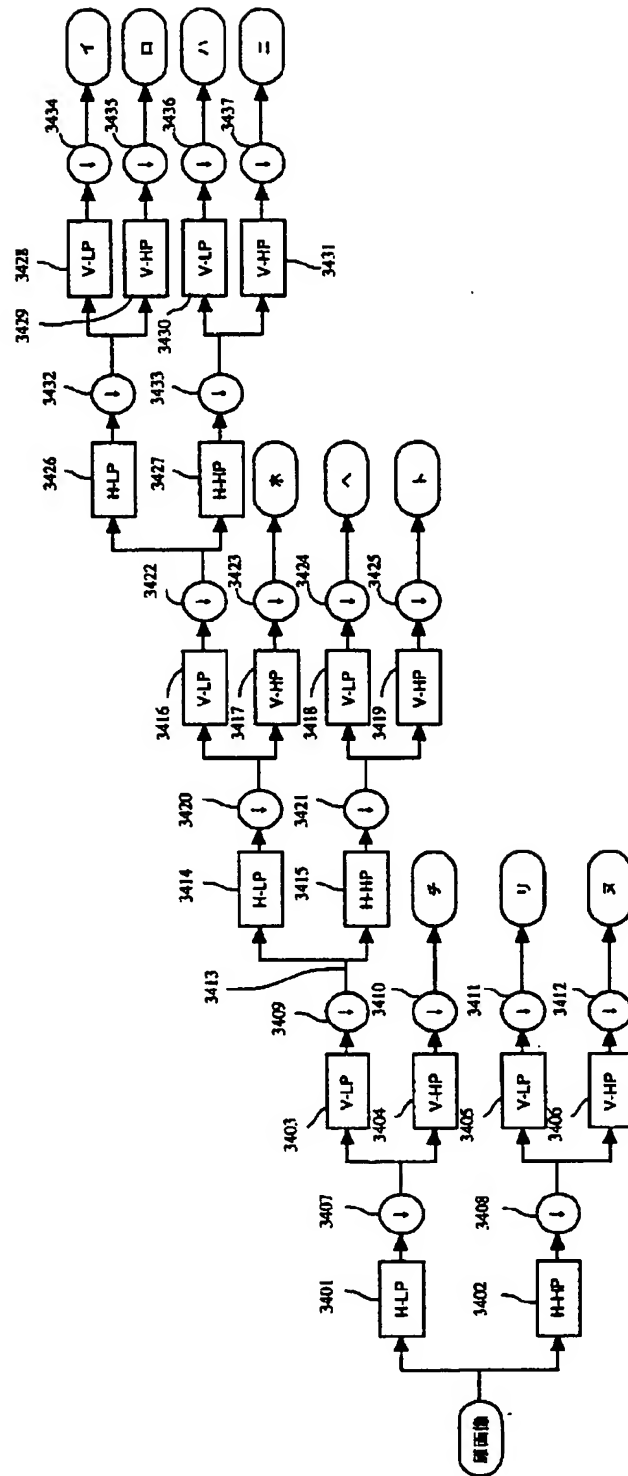 原画像
3401
H-LP
3402
H-HP
3407
↓
3408
↓
3403
V-LP
3404
V-HP
3405
V-LP
3406
V-HP
3409
↓
3410
↓
3411
↓
3412
↓
チ
リ
ヌ
3413
3414
H-LP
3415
H-HP
3420
↓
3421
↓
3416
V-LP
3417
V-HP
3418
V-LP
3419
V-HP
3422
↓
3423
↓
3424
↓
3425
↓
ホ
ヘ
ト
3426
H-LP
3427
H-HP
3432
↓
3433
↓
3428
V-LP
3429
V-HP
3430
V-LP
3431
V-HP
3434
↓
3435
↓
3436
↓
3437
↓
イ
ロ
ハ
ニ